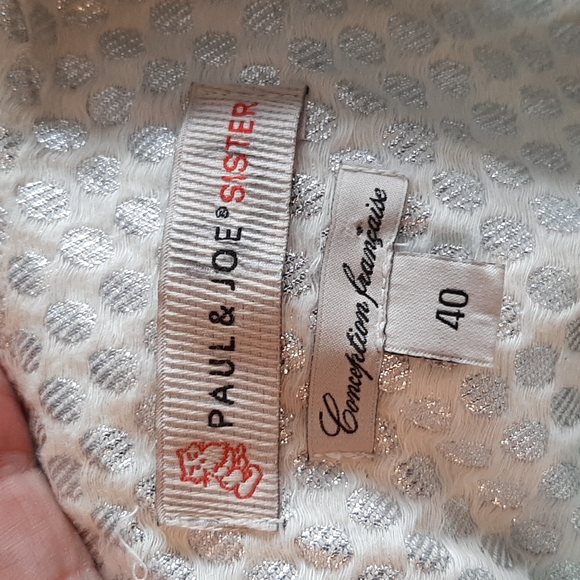 PAUL & JOE® SISTER
Conception française
40